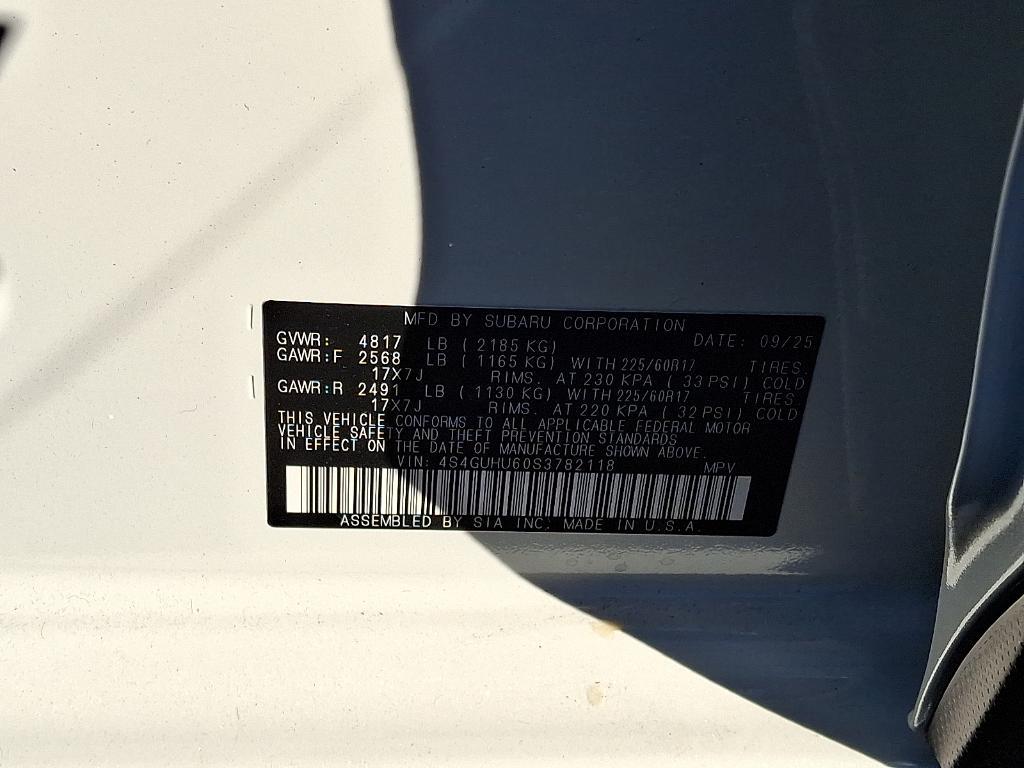 MFD BY SUBARU CORPORATION
GVWR: 4817 LB ( 2185 KG) DATE: 09/25
GAWR:F 2568 LB ( 1165 KG) WITH 225/60R17 TIRES.
17X7J RIMS. AT 230 KPA ( 33 PSI) COLD
GAWR:R 2491 LB ( 1130 KG) WITH 225/60R17 TIRES
17X7J RIMS. AT 220 KPA ( 32 PSI) COLD
THIS VEHICLE CONFORMS TO ALL APPLICABLE FEDERAL MOTOR
VEHICLE SAFETY AND THEFT PREVENTION STANDARDS
IN EFFECT ON THE DATE OF MANUFACTURE SHOWN ABOVE.
VIN: 4S4GUHU60S3782118 MPV
ASSEMBLED BY SIA INC. MADE IN U.S.A.